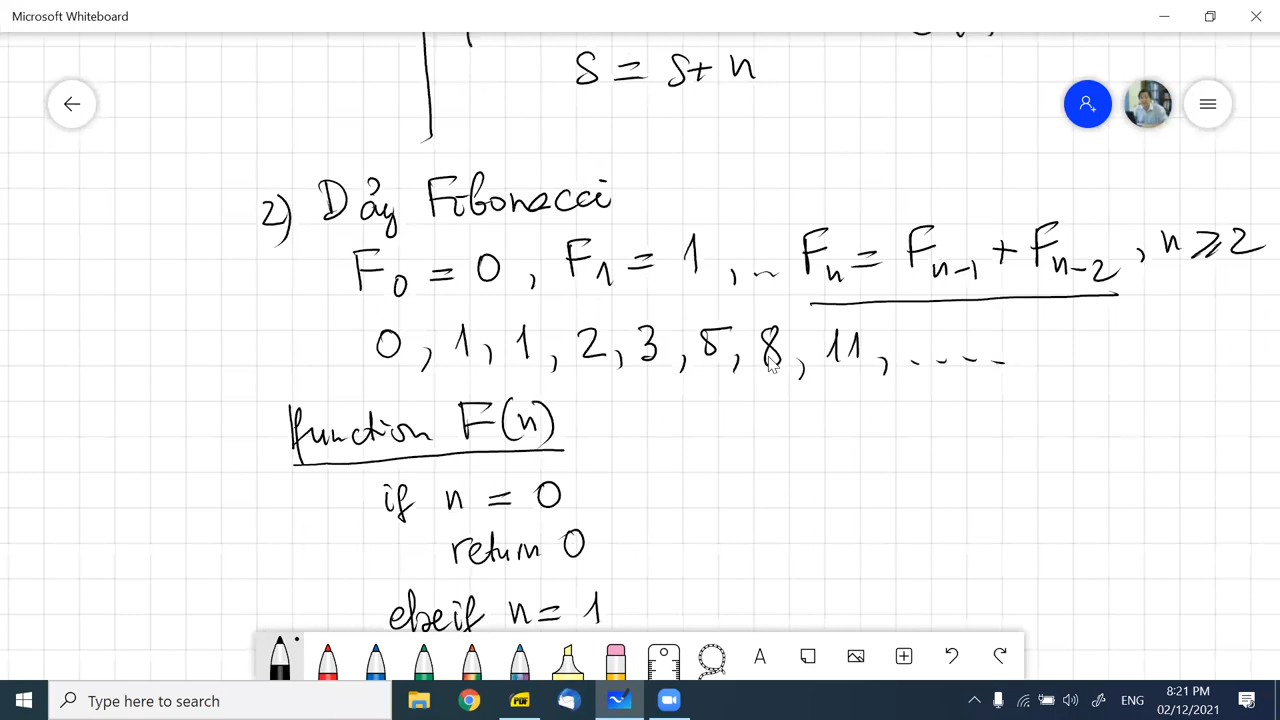 Microsoft Whiteboard
S = S + n
2) Dãy Fibonacci
F₀ = 0, F₁ = 1, .. Fₙ = Fₙ₋₁ + Fₙ₋₂, n ⩾ 2
0, 1, 1, 2, 3, 5, 8, 11, ....
function F(n)
if n = 0
return 0
elseif n = 1
Type here to search
PDF
ENG
8:21 PM
02/12/2021